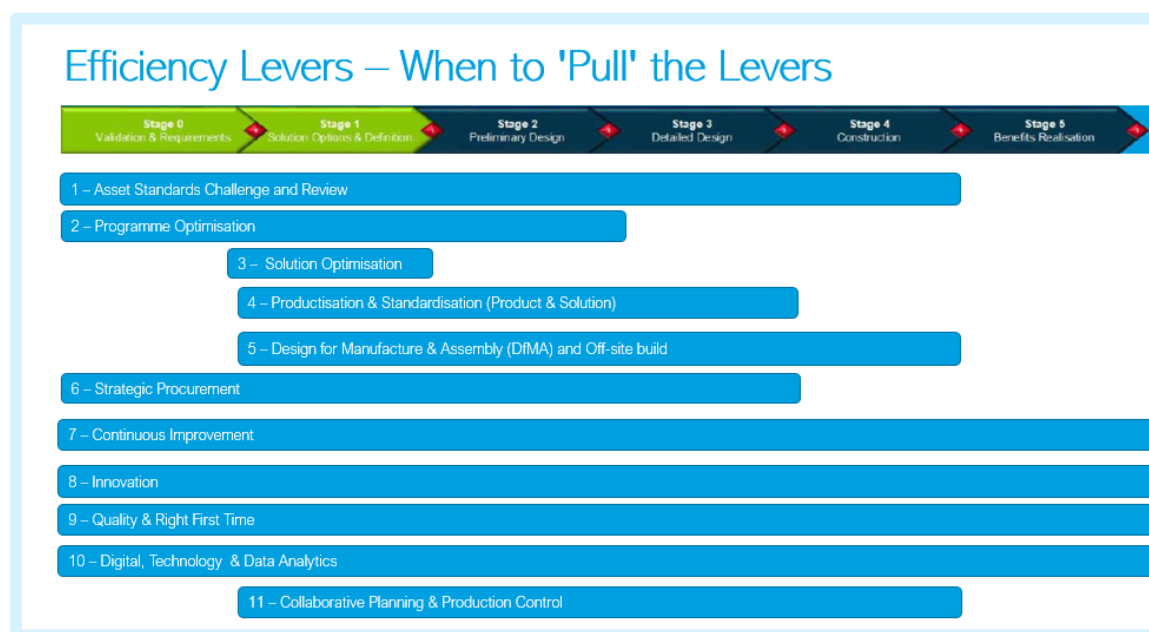 Efficiency Levers – When to 'Pull' the Levers
Stage 0
Validation & Requirements
Stage 1
Solution Options & Definition
Stage 2
Preliminary Design
Stage 3
Detailed Design
Stage 4
Construction
Stage 5
Benefits Realisation
1 – Asset Standards Challenge and Review
2 – Programme Optimisation
3 – Solution Optimisation
4 – Productisation & Standardisation (Product & Solution)
5 – Design for Manufacture & Assembly (DfMA) and Off-site build
6 – Strategic Procurement
7 – Continuous Improvement
8 – Innovation
9 – Quality & Right First Time
10 – Digital, Technology & Data Analytics
11 – Collaborative Planning & Production Control